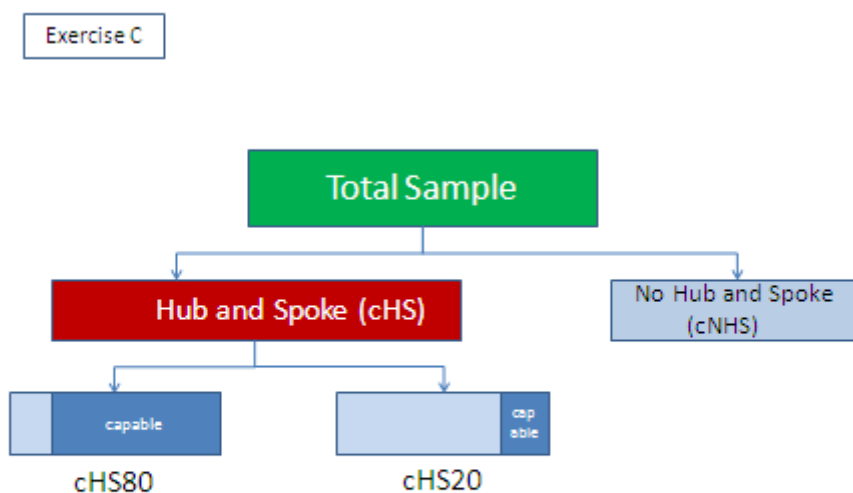 Exercise C
Total Sample
Hub and Spoke (cHS)
No Hub and Spoke
(cNHS)
capable
cap
able
cHS80
cHS20